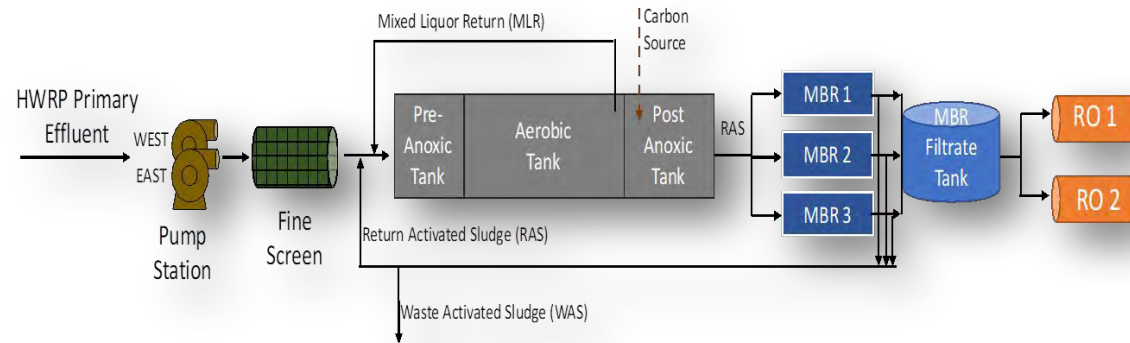 Mixed Liquor Return (MLR)
Carbon
Source
HWRP Primary
Effluent
WEST
EAST
Pump
Station
Fine
Screen
Pre-
Anoxic
Tank
Aerobic
Tank
Post
Anoxic
Tank
RAS
MBR 1
MBR 2
MBR 3
MBR
Filtrate
Tank
RO 1
RO 2
Return Activated Sludge (RAS)
Waste Activated Sludge (WAS)